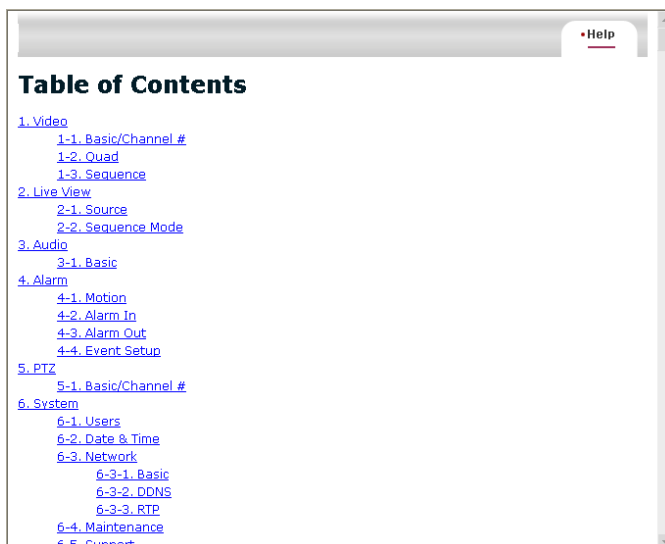 •Help
Table of Contents
1. Video
1-1. Basic/Channel #
1-2. Quad
1-3. Sequence
2. Live View
2-1. Source
2-2. Sequence Mode
3. Audio
3-1. Basic
4. Alarm
4-1. Motion
4-2. Alarm In
4-3. Alarm Out
4-4. Event Setup
5. PTZ
5-1. Basic/Channel #
6. System
6-1. Users
6-2. Date & Time
6-3. Network
6-3-1. Basic
6-3-2. DDNS
6-3-3. RTP
6-4. Maintenance
6-5. Support